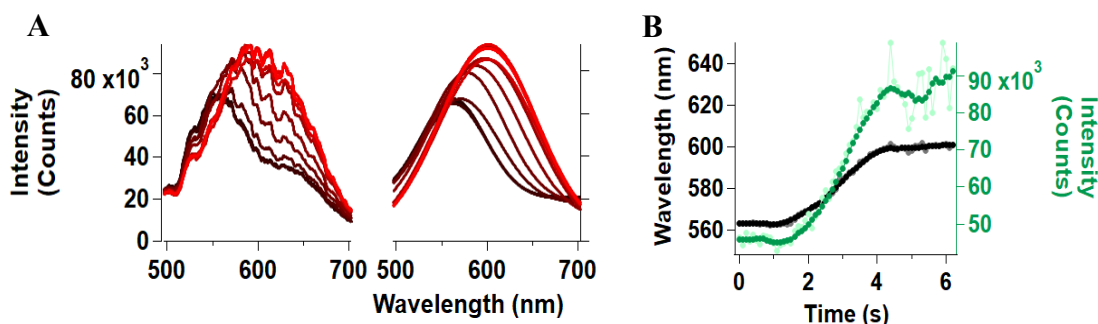 A
Intensity
(Counts)
80 x10³
60
40
20
0
500
600
700
500
600
700
Wavelength (nm)
B
Wavelength (nm)
640
620
600
580
560
0
2
4
6
Time (s)
90 x10³
80
70
60
50
Intensity
(Counts)